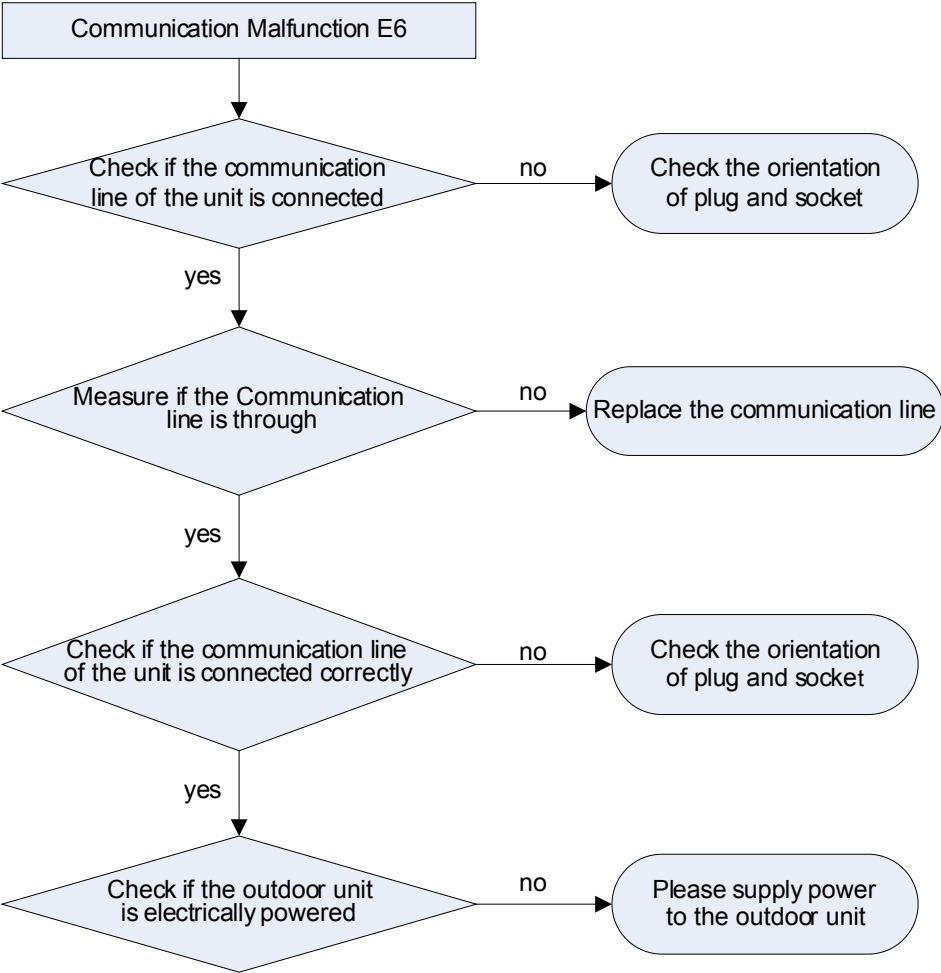 Communication Malfunction E6
Check if the communication
line of the unit is connected
no
Check the orientation
of plug and socket
yes
Measure if the Communication
line is through
no
Replace the communication line
yes
Check if the communication line
of the unit is connected correctly
no
Check the orientation
of plug and socket
yes
Check if the outdoor unit
is electrically powered
no
Please supply power
to the outdoor unit